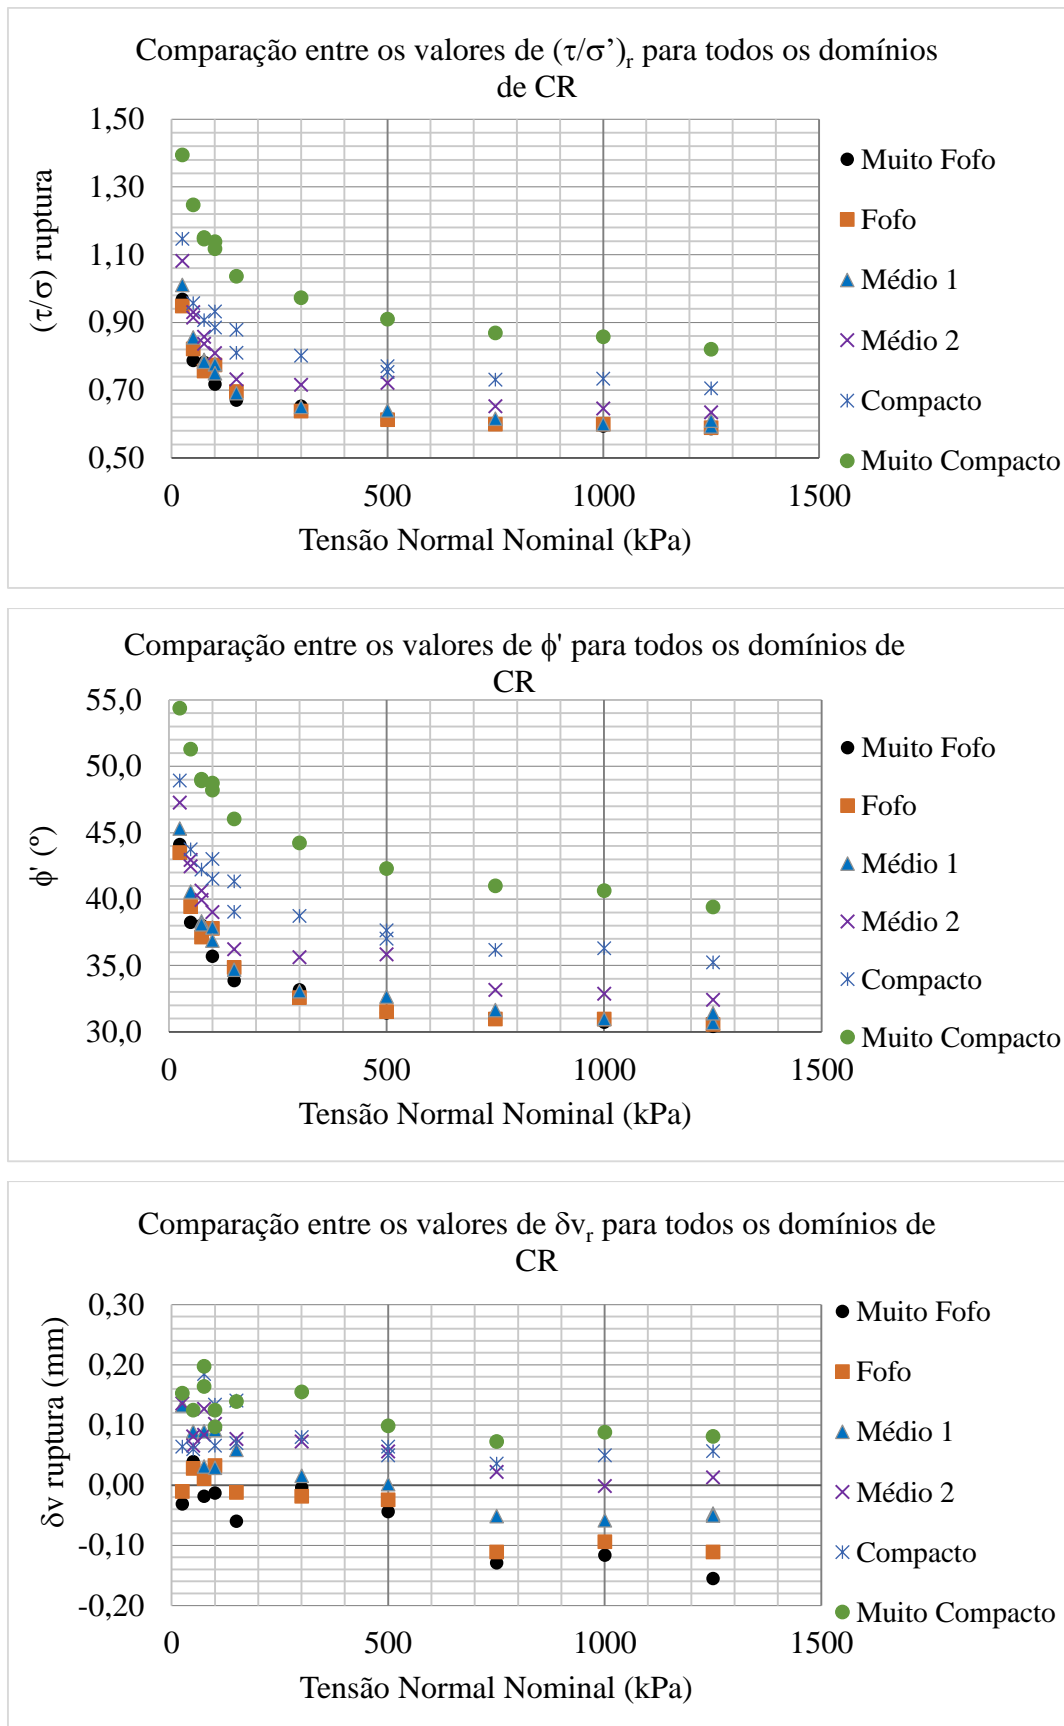 Comparação entre os valores de (τ/σ’)r para todos os domínios
de CR
(τ/σ) ruptura
1,50
1,30
1,10
0,90
0,70
0,50
0 500 1000 1500
Tensão Normal Nominal (kPa)
Muito Fofo
Fofo
Médio 1
Médio 2
Compacto
Muito Compacto
Comparação entre os valores de ϕ' para todos os domínios de
CR
ϕ' (º)
55,0
50,0
45,0
40,0
35,0
30,0
0 500 1000 1500
Tensão Normal Nominal (kPa)
Muito Fofo
Fofo
Médio 1
Médio 2
Compacto
Muito Compacto
Comparação entre os valores de δvr para todos os domínios de
CR
δv ruptura (mm)
0,30
0,20
0,10
0,00
-0,10
-0,20
0 500 1000 1500
Tensão Normal Nominal (kPa)
Muito Fofo
Fofo
Médio 1
Médio 2
Compacto
Muito Compacto